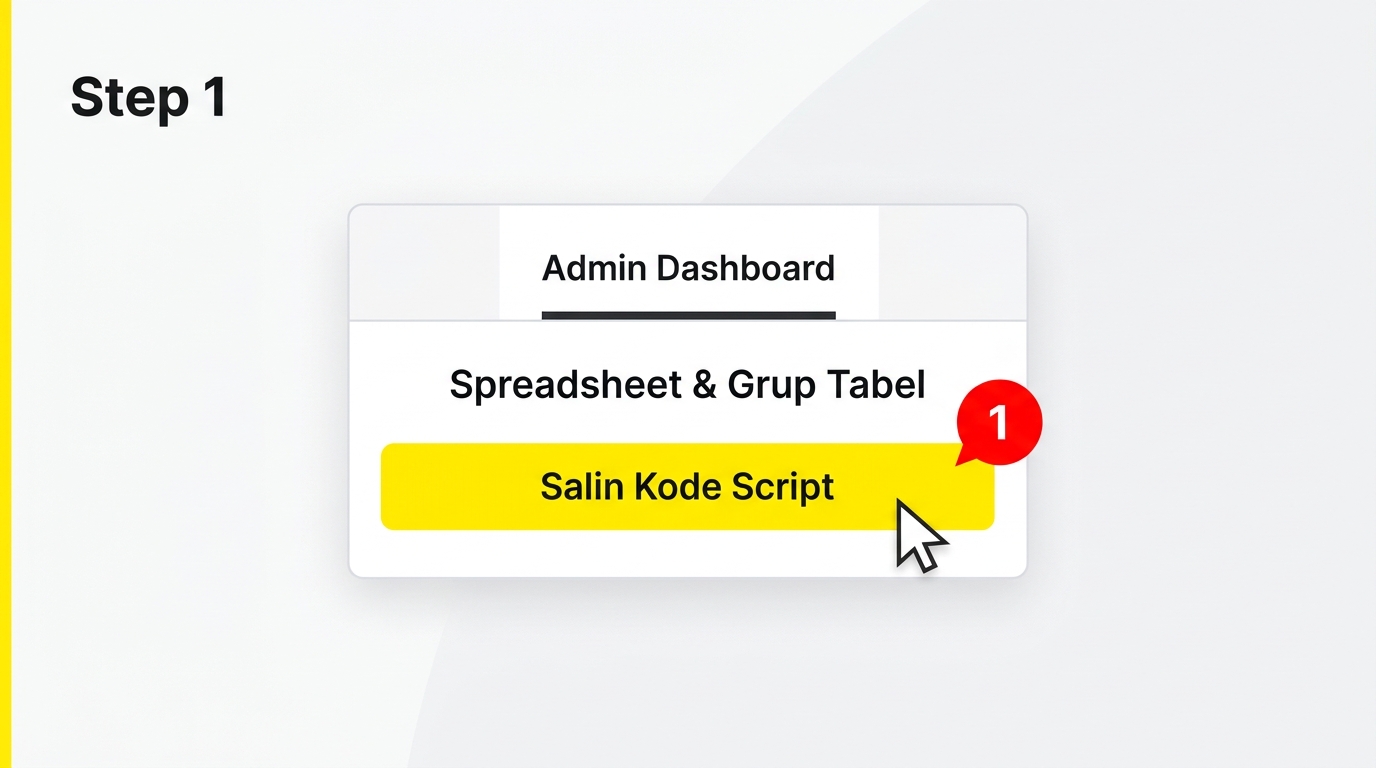 Step 1
Admin Dashboard
Spreadsheet & Grup Tabel
1
Salin Kode Script